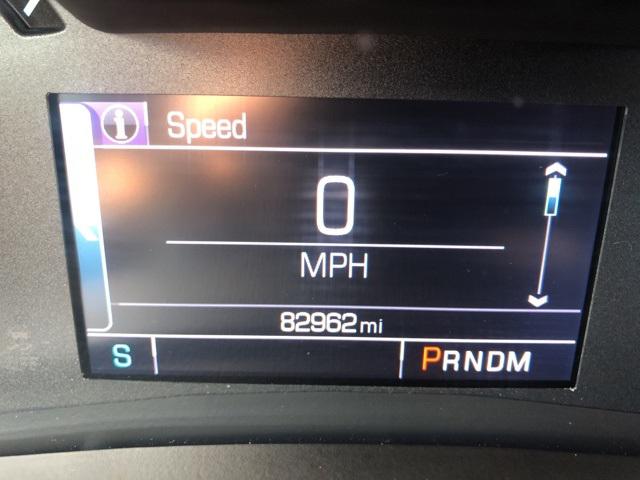 i Speed
0
MPH
82962 mi
S PRNDM